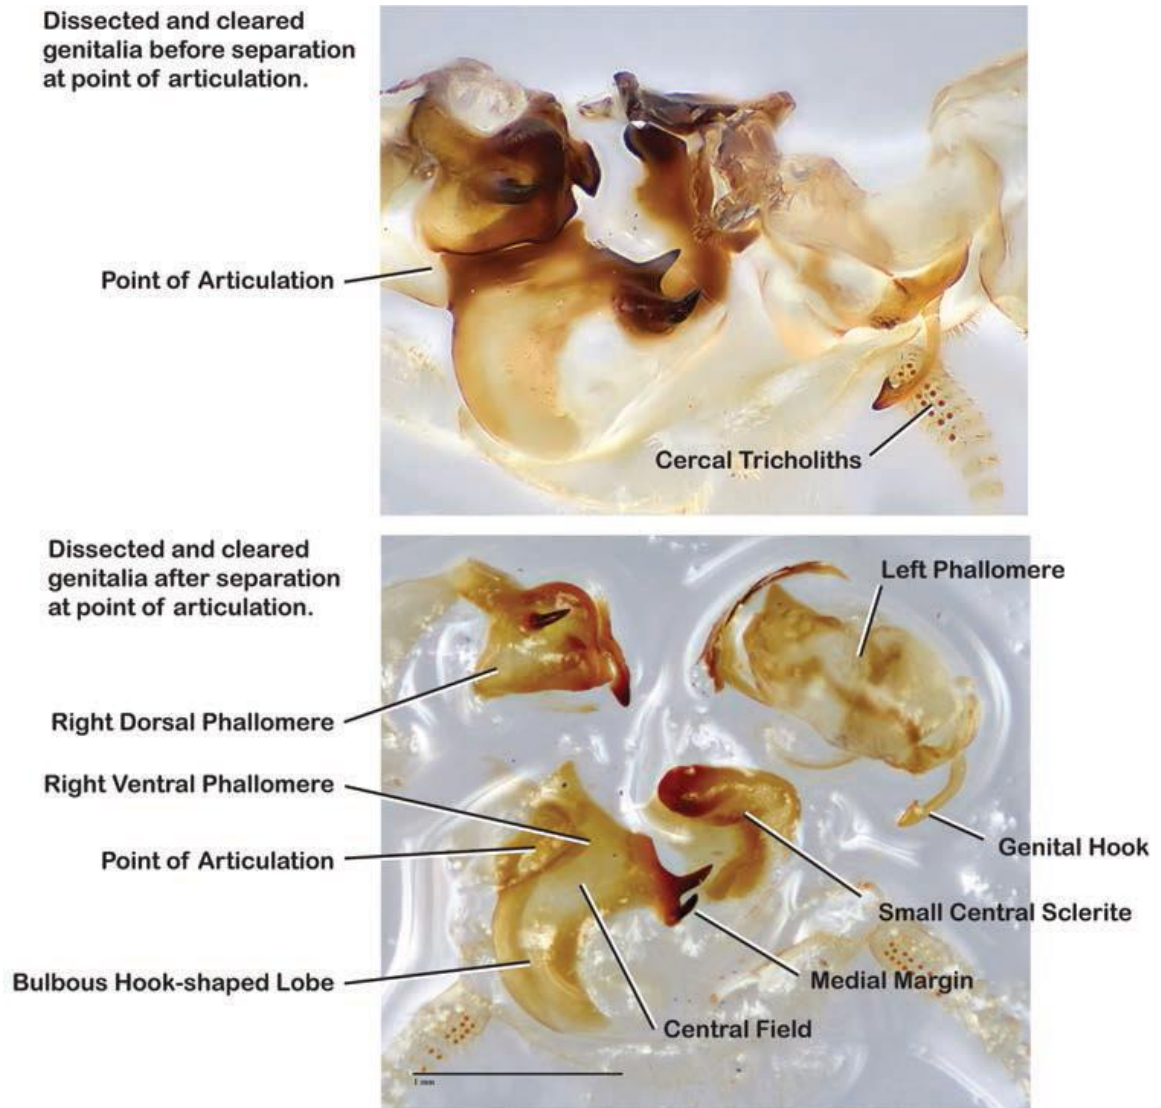 Dissected and cleared
genitalia before separation
at point of articulation.
Point of Articulation
Cercal Tricholiths
Dissected and cleared
genitalia after separation
at point of articulation.
Left Phallomere
Right Dorsal Phallomere
Right Ventral Phallomere
Point of Articulation
Genital Hook
Small Central Sclerite
Bulbous Hook-shaped Lobe
Medial Margin
Central Field
1 mm